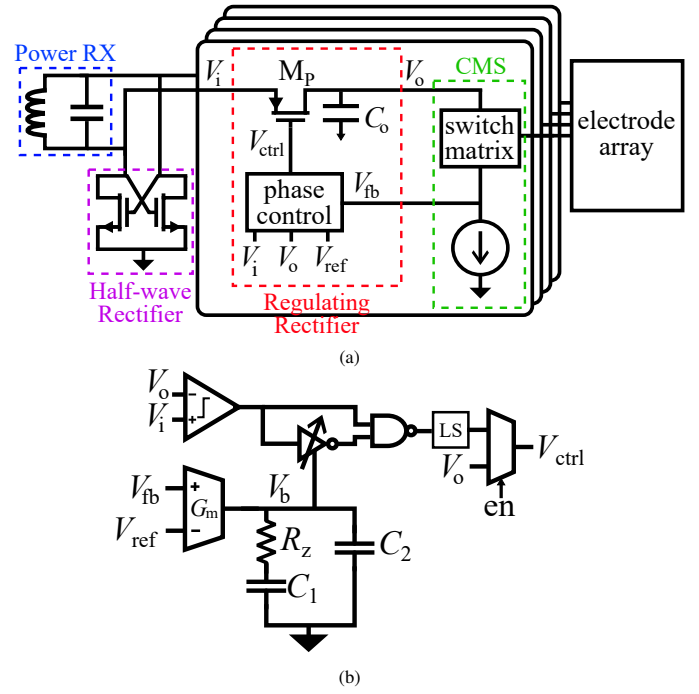 Power RX
Half-wave
Rectifier
Vi
MP
Vo
Co
Vctrl
phase
control
Vfb
Vi
Vo
Vref
Regulating
Rectifier
CMS
switch
matrix
electrode
array
(a)
Vo
Vi
- 
+
LS
Vo
Vctrl
en
Vfb
Vref
+
-
Gm
Vb
Rz
C1
C2
(b)